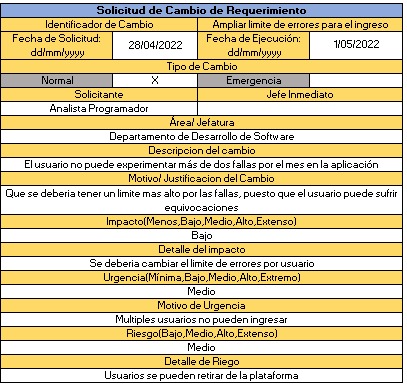 Solicitud de Cambio de Requerimiento
Identificador de Cambio
Ampliar limite de errores para el ingreso
Fecha de Solicitud:
dd/mm/yyyy
28/04/2022
Fecha de Ejecución:
dd/mm/yyyy
1/05/2022
Tipo de Cambio
Normal
X
Emergencia
Solicitante
Jefe Inmediato
Analista Programador
Área/ Jefatura
Departamento de Desarrollo de Software
Descripcion del cambio
El usuario no puede experimentar más de dos fallas por el mes en la aplicación
Motivo/ Justificacion del Cambio
Que se deberia tener un limite mas alto por las fallas, puesto que el usuario puede sufrir
equivocaciones
Impacto(Menos,Bajo,Medio,Alto,Extenso)
Bajo
Detalle del impacto
Se deberia cambiar el limite de errores por usuario
Urgencia(Mínima,Bajo,Medio,Alto,Extremo)
Medio
Motivo de Urgencia
Multiples usuarios no pueden ingresar
Riesgo(Bajo,Medio,Alto,Extenso)
Medio
Detalle de Riego
Usuarios se pueden retirar de la plataforma